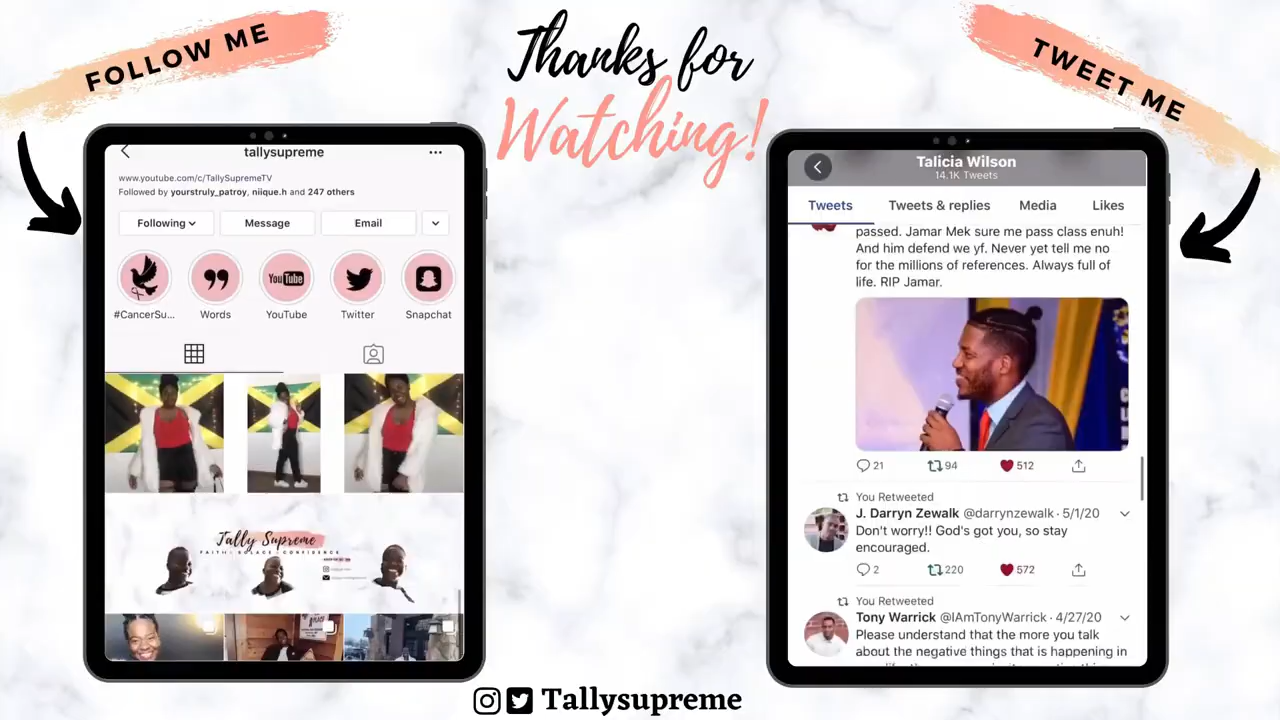 FOLLOW ME
Thanks for
Watching!
TWEET ME
tallysupreme
www.youtube.com/c/TallySupremeTV
Followed by yourstruly_patroy, niique.h and 247 others
Following
Message
Email
YouTube
#CancerSu...
Words
YouTube
Twitter
Snapchat
Tally Supreme
FAITH · SOLACE · CONFIDENCE
Talicia Wilson
14.1K Tweets
Tweets
Tweets & replies
Media
Likes
passed. Jamar Mek sure me pass class enuh!
And him defend we yf. Never yet tell me no
for the millions of references. Always full of
life. RIP Jamar.
21
94
512
You Retweeted
J. Darryn Zewalk @darrynzewalk · 5/1/20
Don't worry!! God's got you, so stay
encouraged.
2
220
572
You Retweeted
Tony Warrick @IAmTonyWarrick · 4/27/20
Please understand that the more you talk
about the negative things that is happening in
Tallysupreme